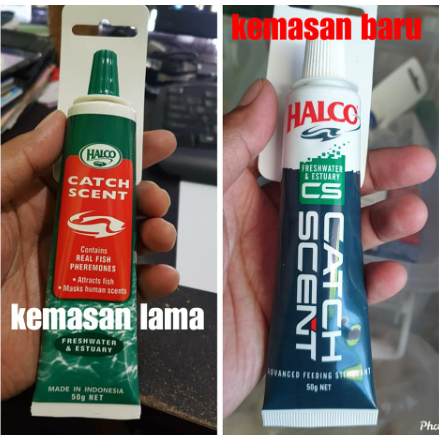 HALCO
CATCH
SCENT
Contains
REAL FISH
PHEREMONES
• Attracts fish
• Masks human scents
kemasan lama
FRESHWATER
& ESTUARY
MADE IN INDONESIA
50g NET
kemasan baru
HALCO
FRESHWATER
& ESTUARY
CS
CATCH
SCENT
ADVANCED FEEDING STIMULANT
50g NET